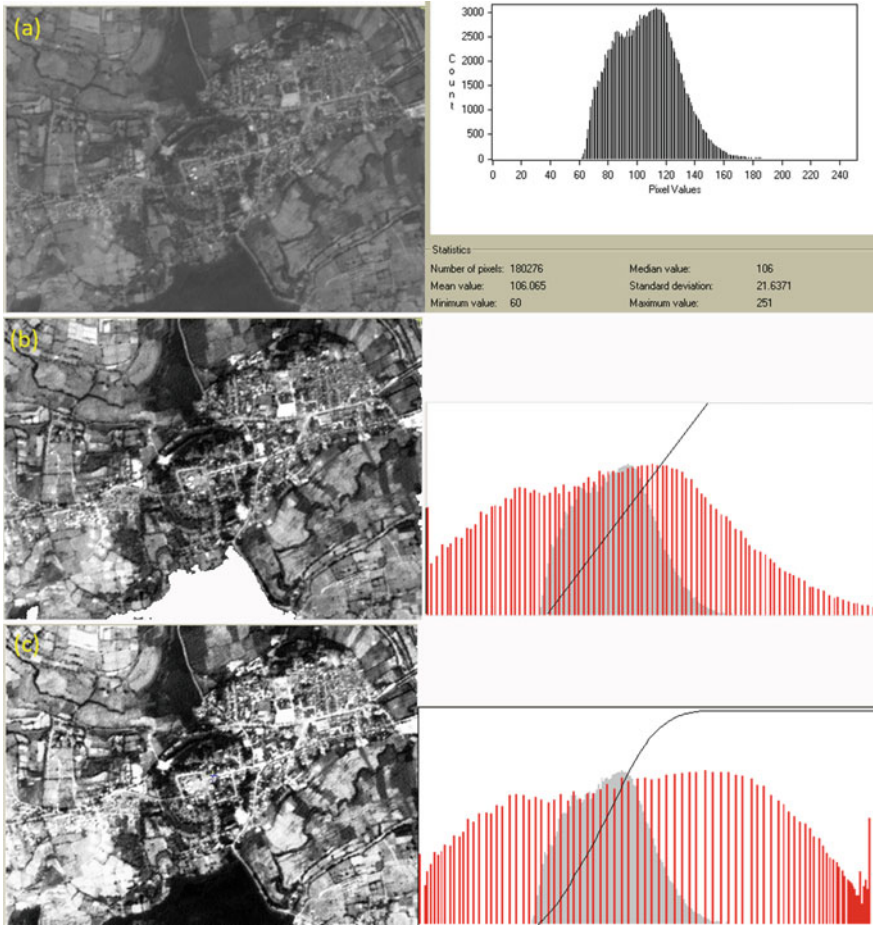 (a)
3000
2500
2000
1500
1000
500
0
Count
0 20 40 60 80 100 120 140 160 180 200 220 240
Pixel Values
Statistics
Number of pixels: 180276 Median value: 106
Mean value: 106.065 Standard deviation: 21.6371
Minimum value: 60 Maximum value: 251
(b)
(c)